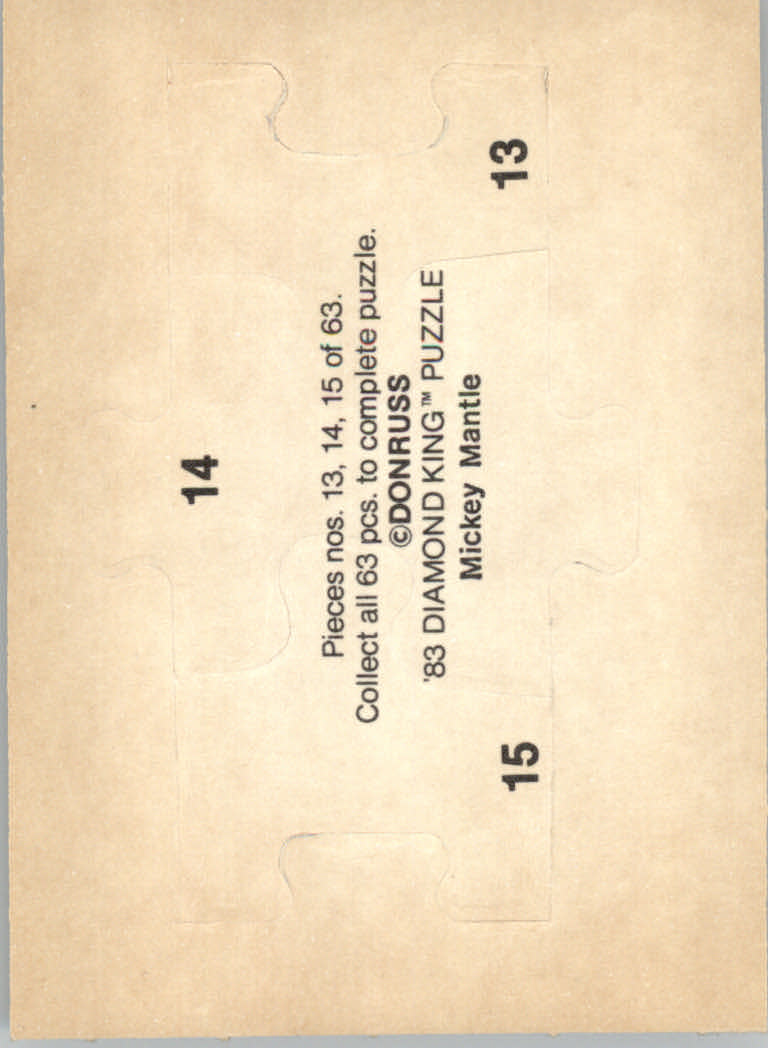 14
Pieces nos. 13, 14, 15 of 63.
Collect all 63 pcs. to complete puzzle.
©DONRUSS
'83 DIAMOND KING™ PUZZLE
Mickey Mantle
15
13